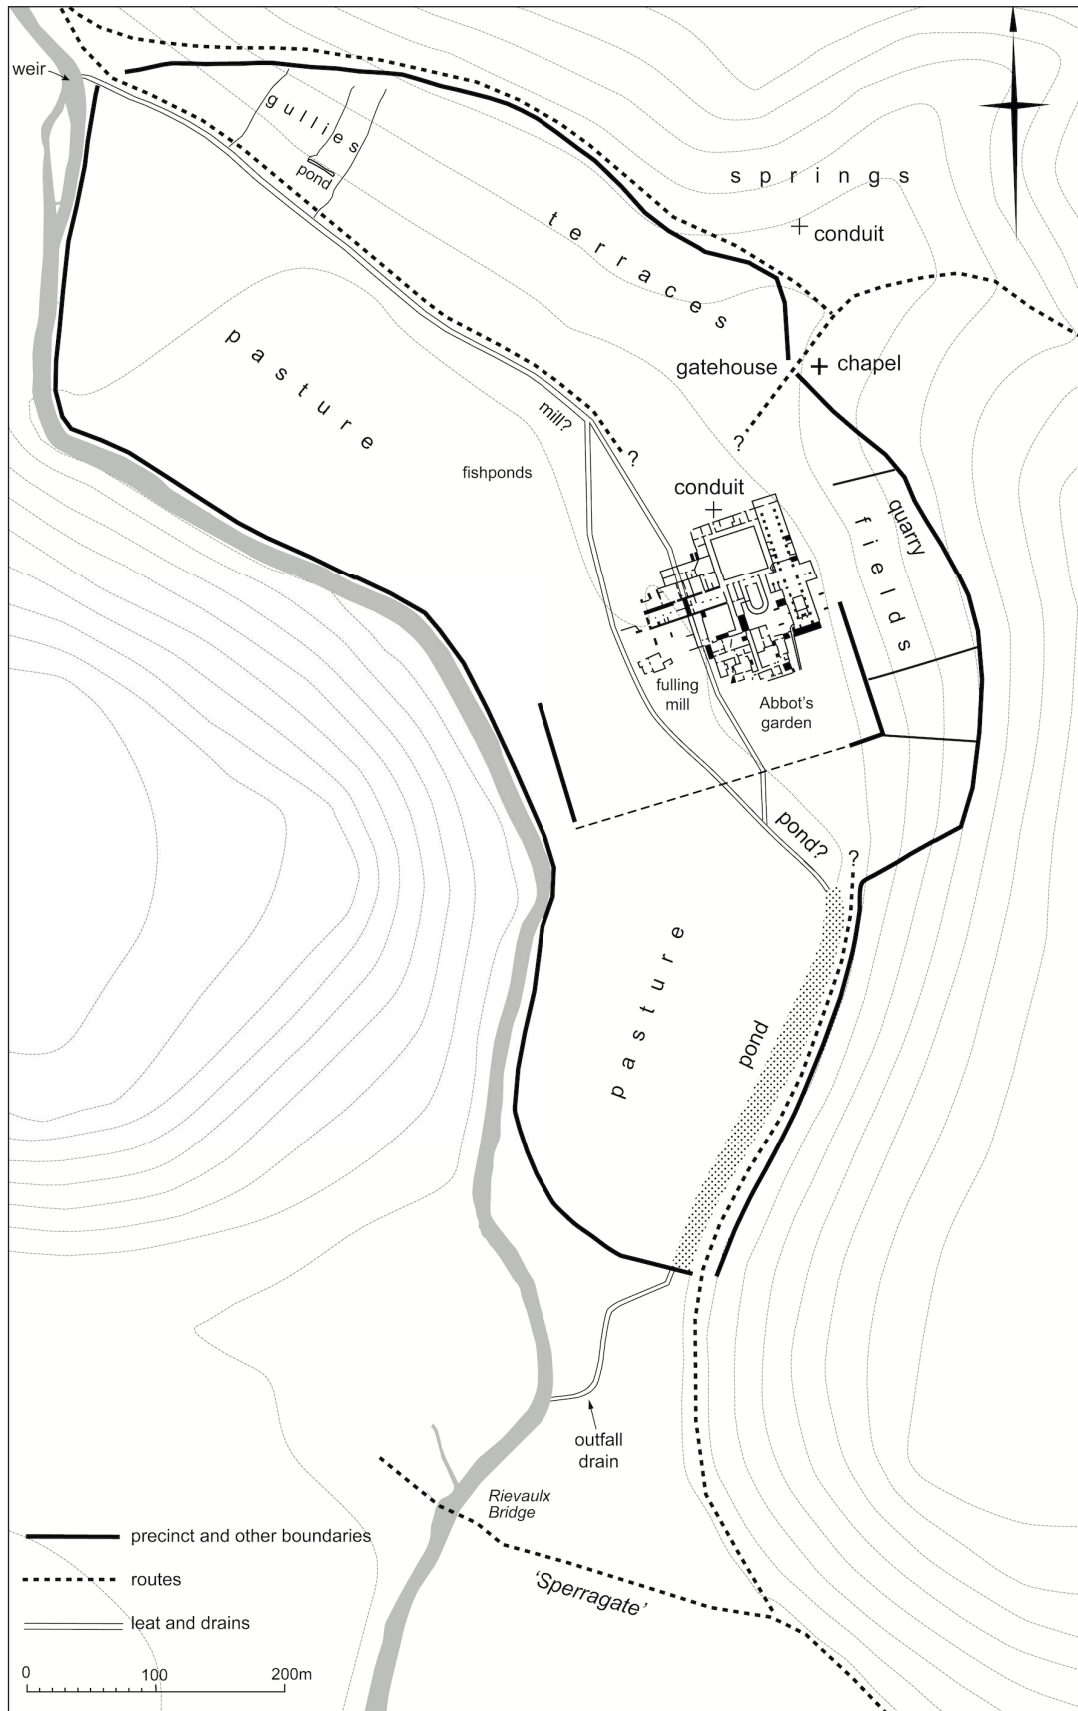 weir
gullies
pond
springs
conduit
terraces
pasture
gatehouse
chapel
mill?
?
?
fishponds
conduit
quarry
fields
fulling
mill
Abbot's
garden
pond?
?
pasture
pond
outfall
drain
Rievaulx
Bridge
'Sperragate'
precinct and other boundaries
routes
leat and drains
0 100 200m